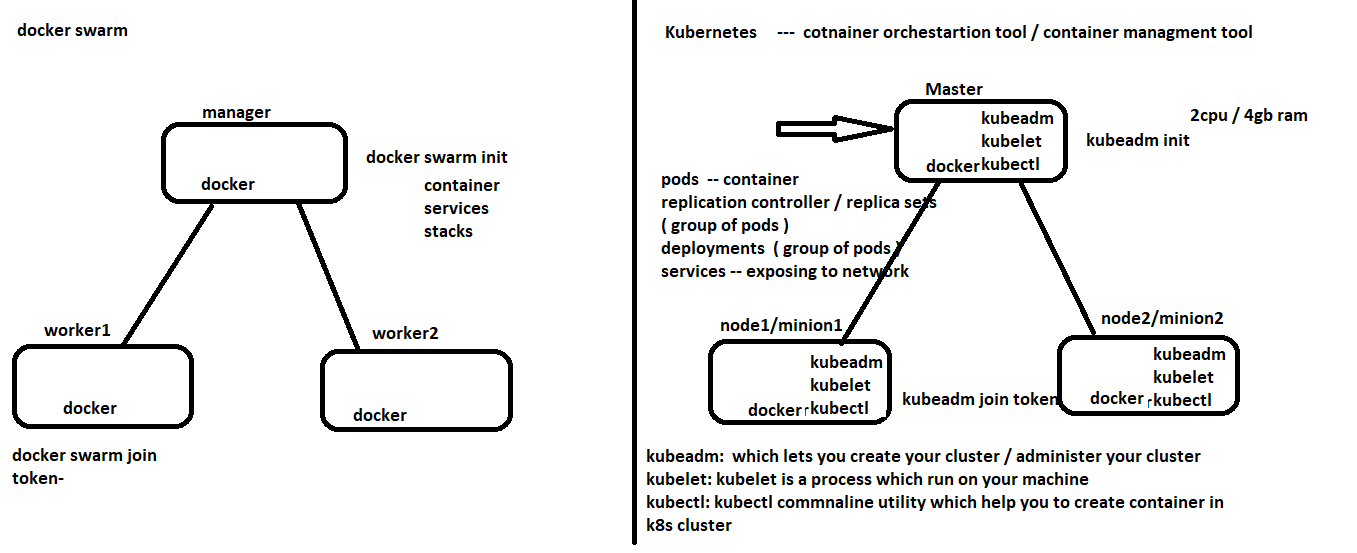 docker swarm
manager
docker
docker swarm init
container
services
stacks
worker1
docker
worker2
docker
docker swarm join
token-
Kubernetes --- cotnainer orchestartion tool / container managment tool
Master
kubeadm
kubelet
docker kubectl
2cpu / 4gb ram
kubeadm init
pods -- container
replication controller / replica sets
( group of pods )
deployments ( group of pods )
services -- exposing to network
node1/minion1
kubeadm
kubelet
docker kubectl
kubeadm join token
node2/minion2
kubeadm
kubelet
docker kubectl
kubeadm: which lets you create your cluster / administer your cluster
kubelet: kubelet is a process which run on your machine
kubectl: kubectl commnaline utility which help you to create container in
k8s cluster